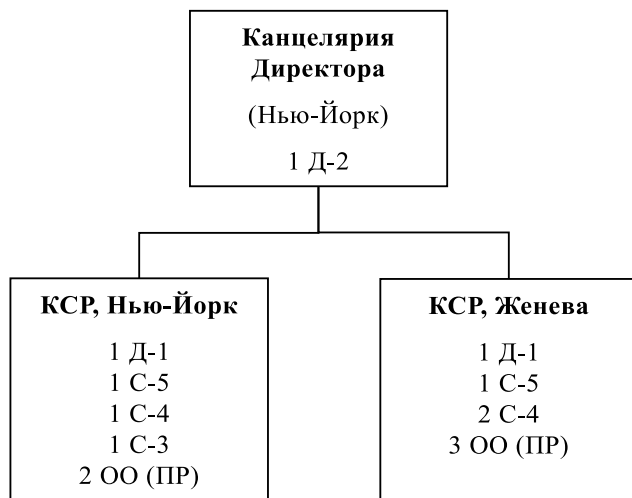 Канцелярия
Директора
(Нью-Йорк)
1 Д-2
КСР, Нью-Йорк
1 Д-1
1 С-5
1 С-4
1 С-3
2 ОО (ПР)
КСР, Женева
1 Д-1
1 С-5
2 С-4
3 ОО (ПР)